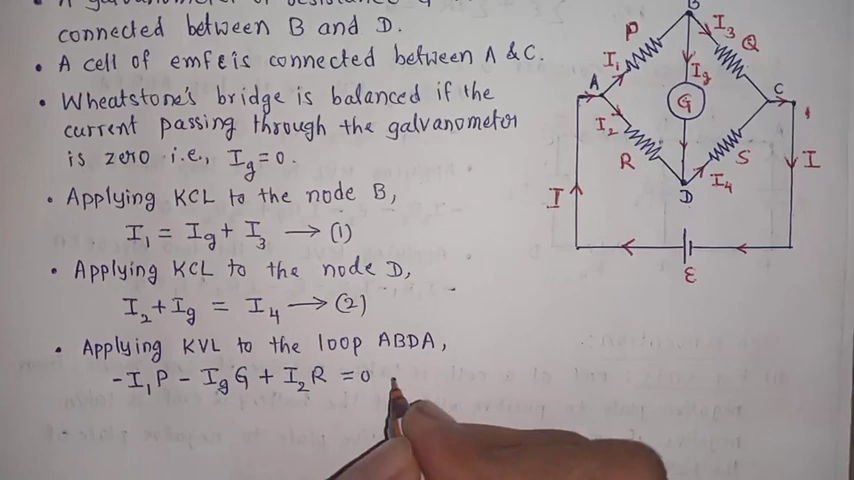 A galvanometer of resistance G
connected between B and D.
• A cell of emf ε is connected between A & C.
• Wheatstone's bridge is balanced if the
current passing through the galvanometer
is zero i.e., Ig = 0.
• Applying KCL to the node B,
I1 = Ig + I3 → (1)
• Applying KCL to the node D,
I2 + Ig = I4 → (2)
• Applying KVL to the loop ABDA,
-I1P - IgG + I2R = 0
B
P
I3
Q
I1
Ig
A
G
C
I2
R
S
I4
D
I
I
ε